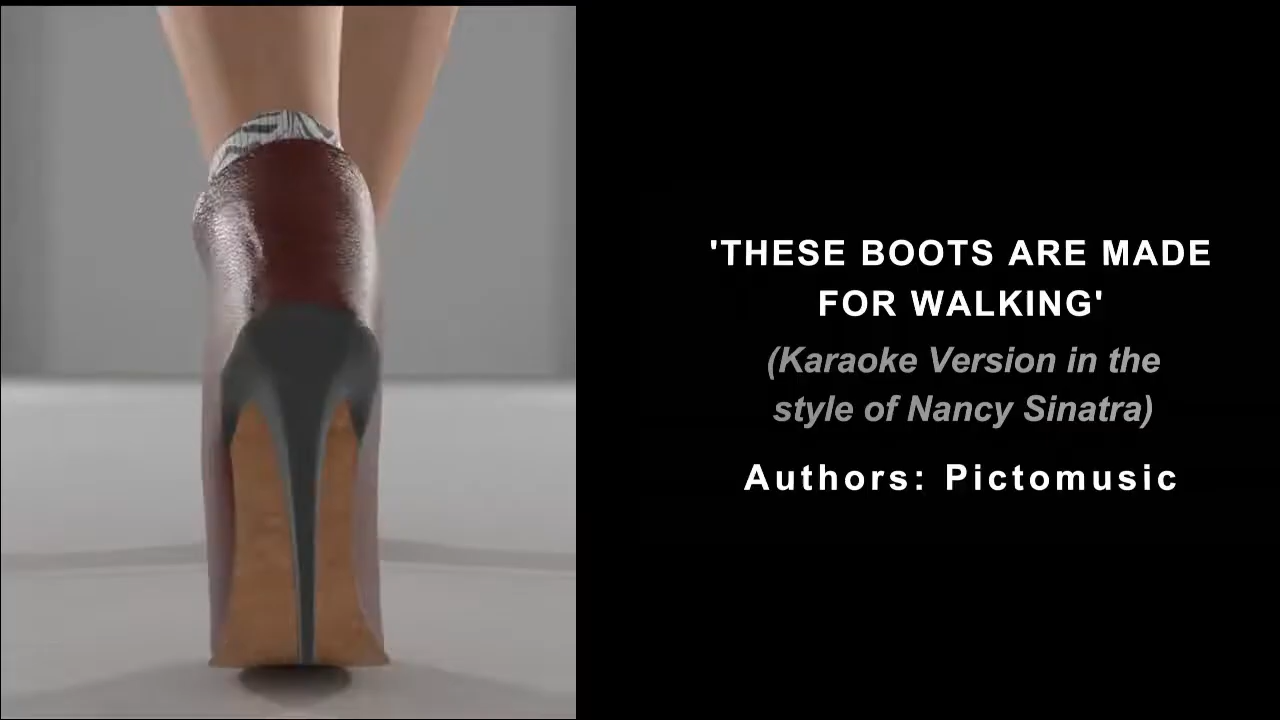 'THESE BOOTS ARE MADE
FOR WALKING'
(Karaoke Version in the
style of Nancy Sinatra)
Authors: Pictomusic